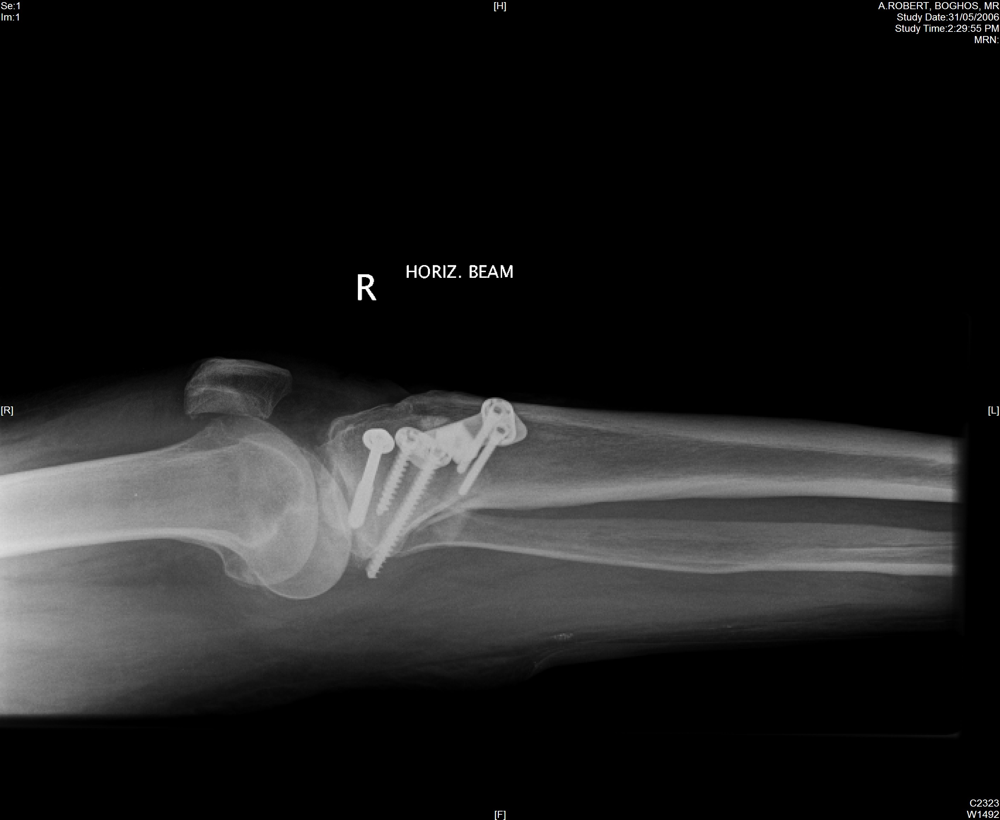 Se:1
Im:1
[H]
A.ROBERT, BOGHOS, MR
Study Date:31/05/2006
Study Time:2:29:55 PM
MRN:
HORIZ. BEAM
R
[R]
[L]
[F]
C2323
W1492